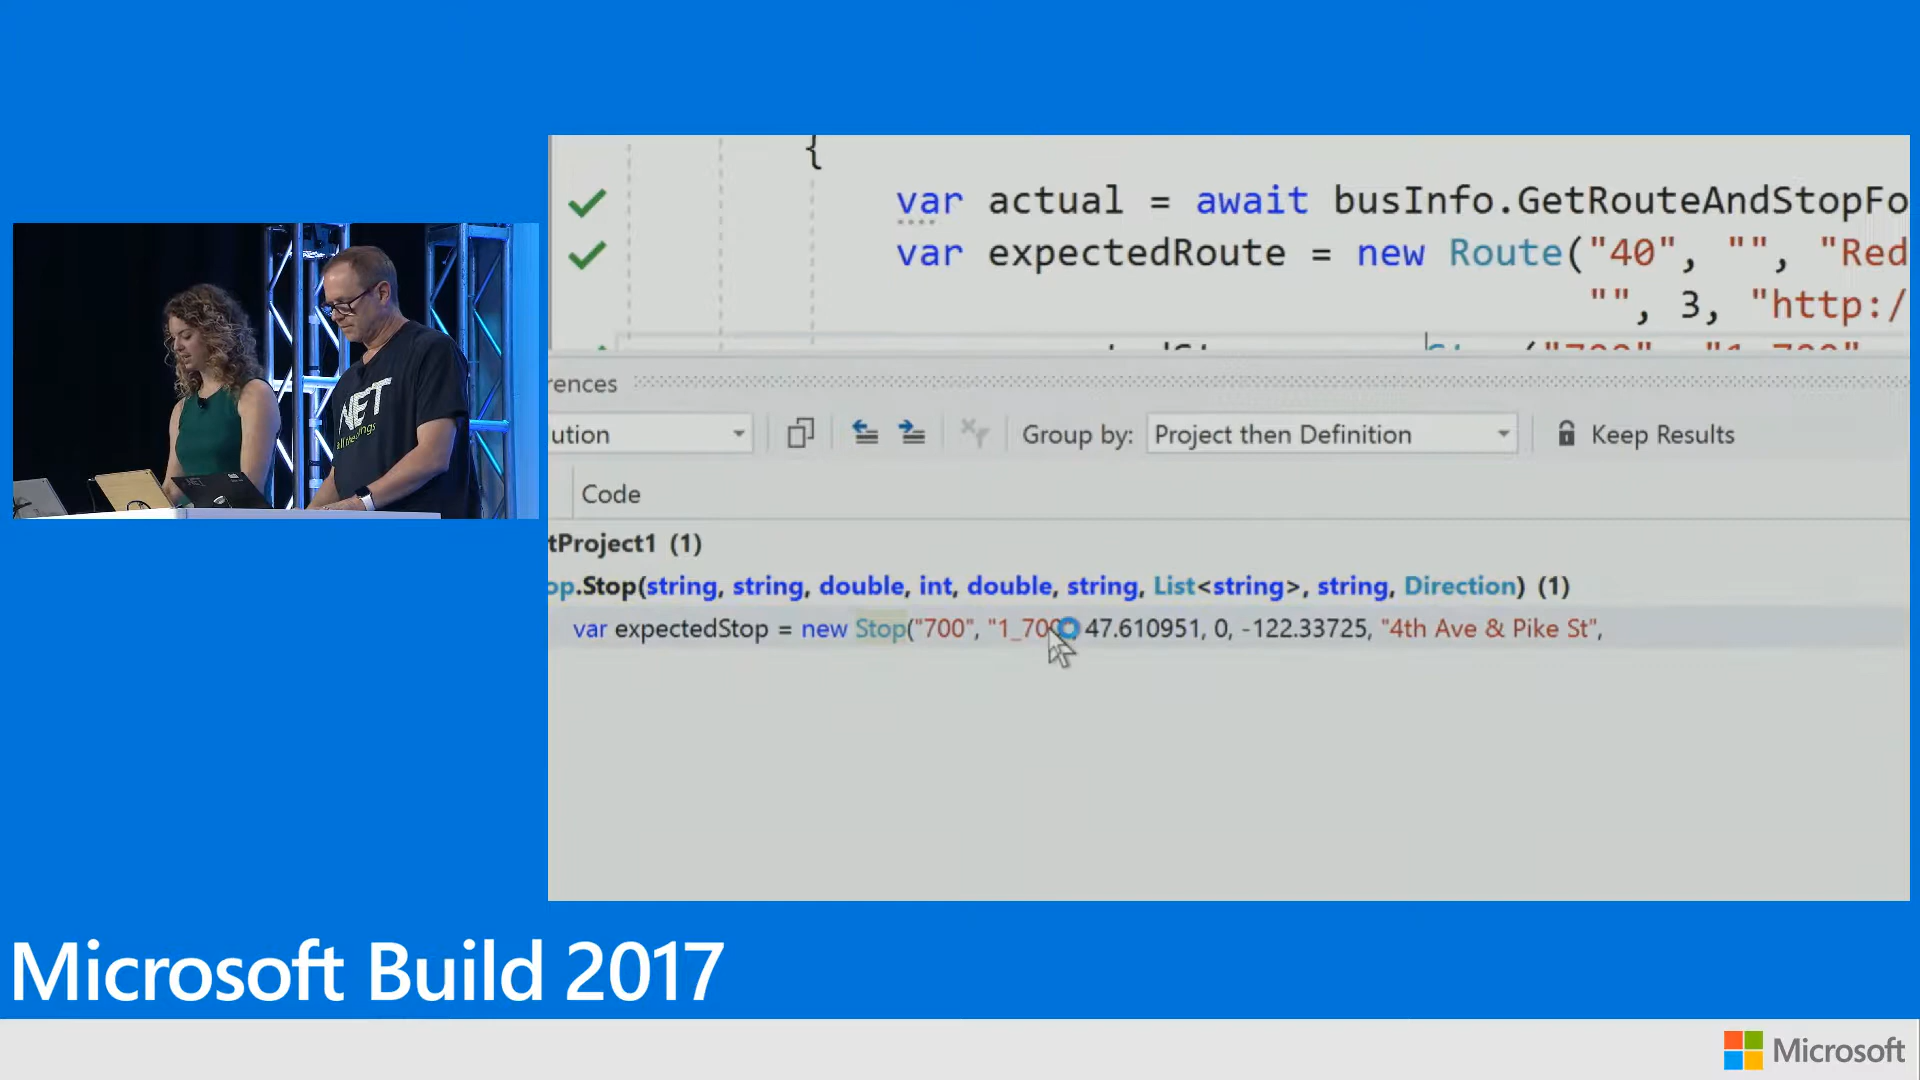 {
var actual = await busInfo.GetRouteAndStopFo
var expectedRoute = new Route("40", "", "Red
"", 3, "http:/
rences
ution
Group by: Project then Definition
Keep Results
Code
tProject1 (1)
op.Stop(string, string, double, int, double, string, List<string>, string, Direction) (1)
var expectedStop = new Stop("700", "1_700", 47.610951, 0, -122.33725, "4th Ave & Pike St",
.NET
Microsoft Build 2017
Microsoft